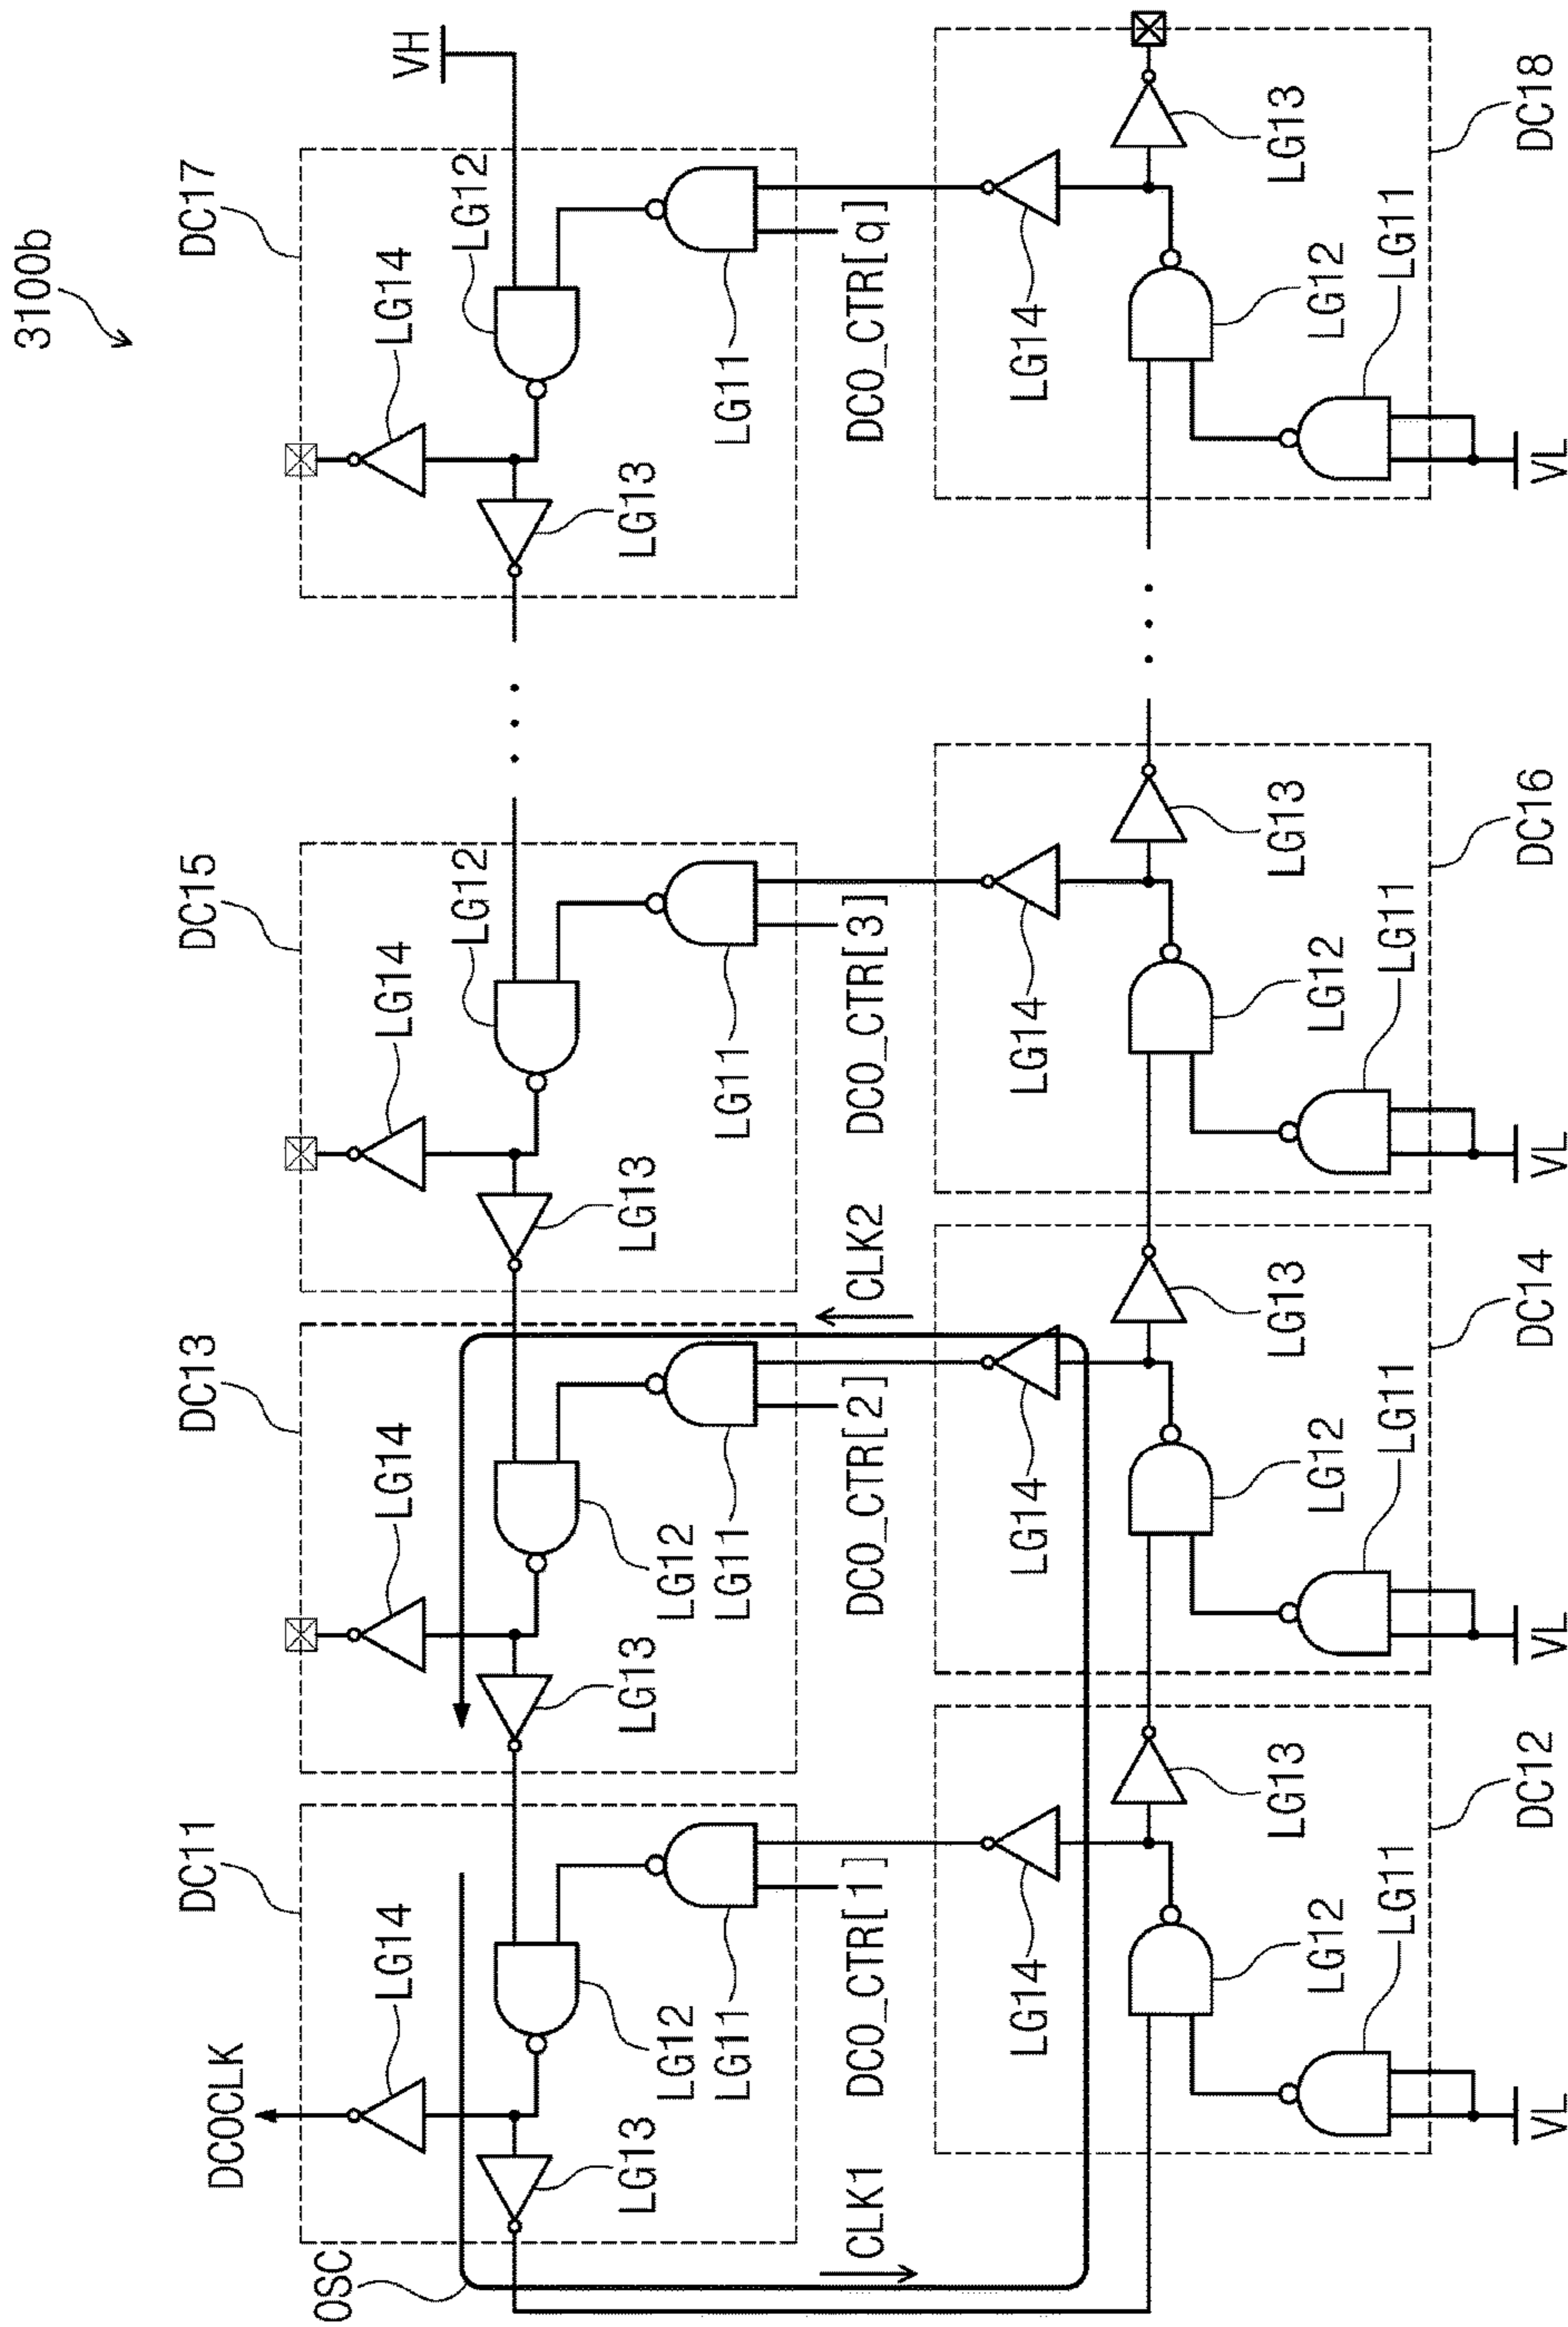 3100b
DC11
DC13
DC15
DC17
DCOCLK
OSC
LG14
LG14
LG14
LG14
VH
LG12
LG12
LG13
LG13
LG13
LG13
LG12
LG12
LG11
LG11
LG11
LG11
CLK1
DCO_CTR[1]
DCO_CTR[2]
CLK2
DCO_CTR[3]
DCO_CTR[q]
LG14
LG14
LG14
LG14
LG13
LG13
LG13
LG13
LG12
LG12
LG12
LG12
LG11
LG11
LG11
LG11
VL
DC12
VL
DC14
VL
DC16
VL
DC18